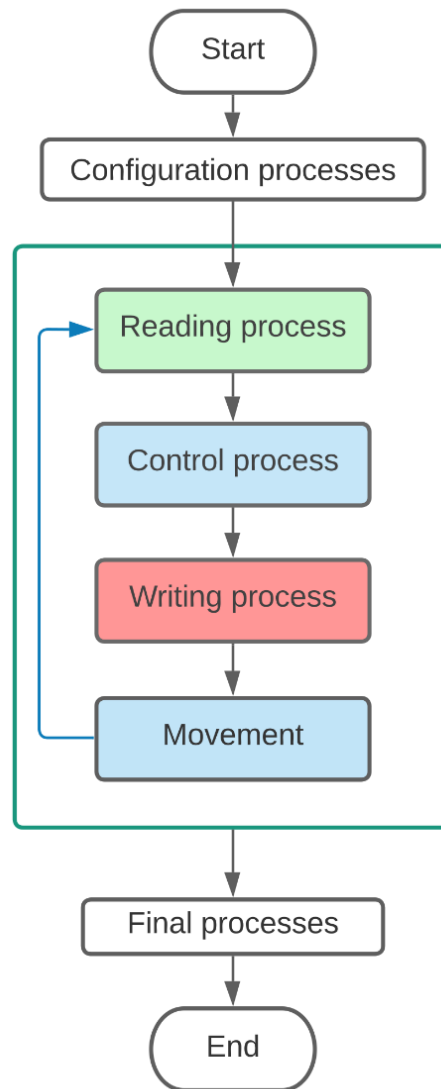 Start
Configuration processes
Reading process
Control process
Writing process
Movement
Final processes
End